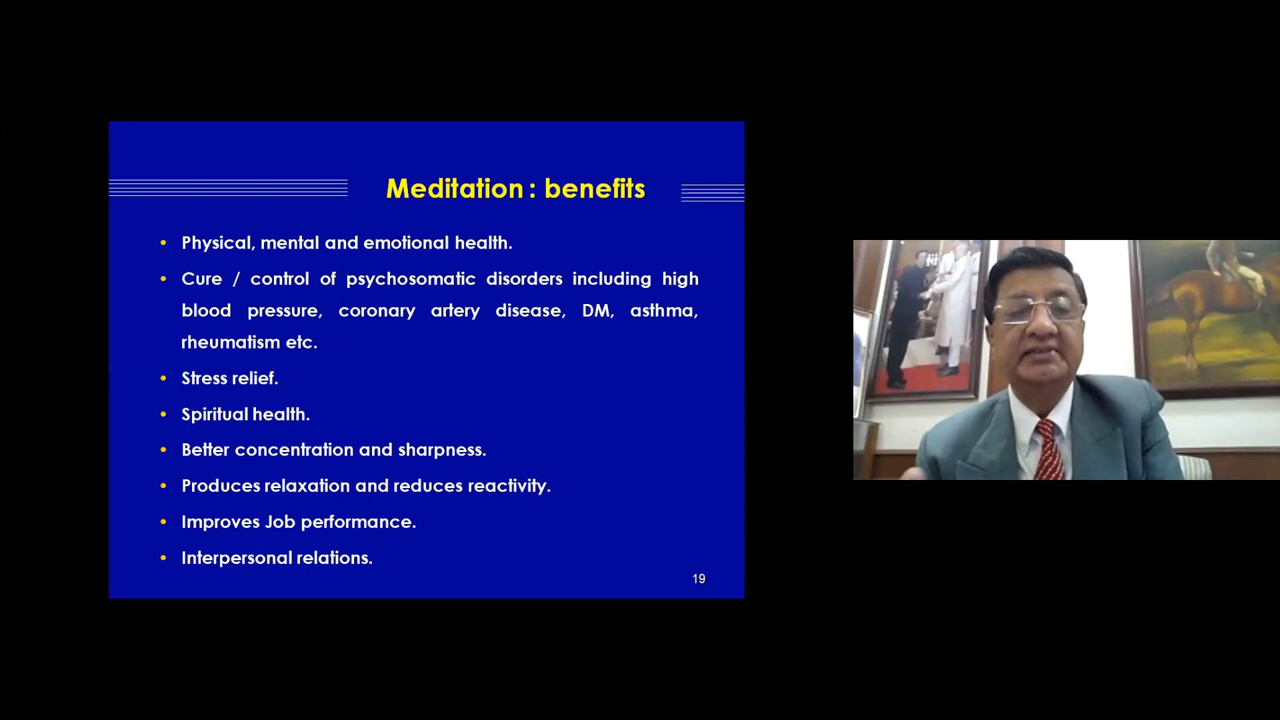 Meditation : benefits
• Physical, mental and emotional health.
• Cure / control of psychosomatic disorders including high
blood pressure, coronary artery disease, DM, asthma,
rheumatism etc.
• Stress relief.
• Spiritual health.
• Better concentration and sharpness.
• Produces relaxation and reduces reactivity.
• Improves Job performance.
• Interpersonal relations.
19